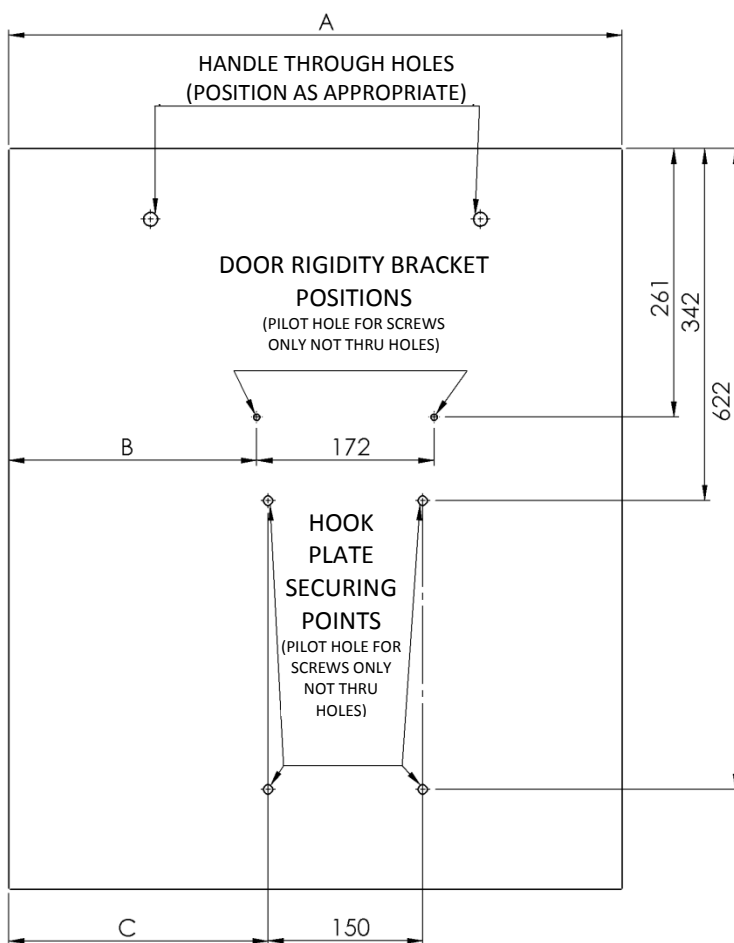 A
HANDLE THROUGH HOLES
(POSITION AS APPROPRIATE)
DOOR RIGIDITY BRACKET
POSITIONS
(PILOT HOLE FOR SCREWS
ONLY NOT THRU HOLES)
261
342
622
B
172
HOOK
PLATE
SECURING
POINTS
(PILOT HOLE FOR
SCREWS ONLY
NOT THRU
HOLES)
C
150